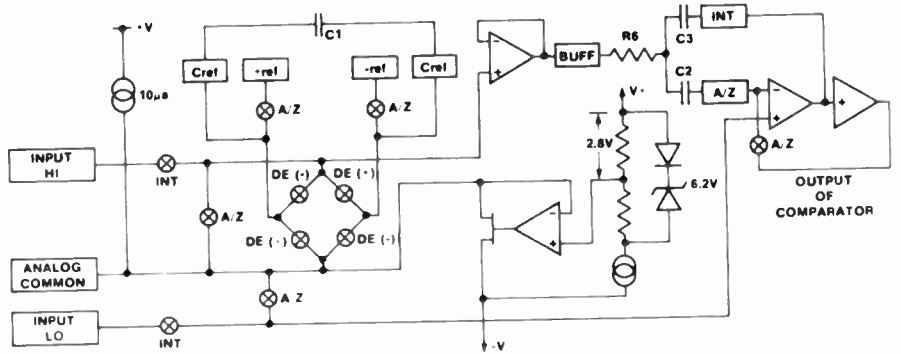 +V
10µa
C1
Cref
+ref
-ref
Cref
A/Z
A/Z
INPUT
HI
INT
A/Z
DE (-)
DE (-)
DE (-)
DE (-)
ANALOG
COMMON
A/Z
INPUT
LO
INT
BUFF
R6
C3
INT
C2
A/Z
A/Z
V-
2.8V
6.2V
OUTPUT
OF
COMPARATOR
-V